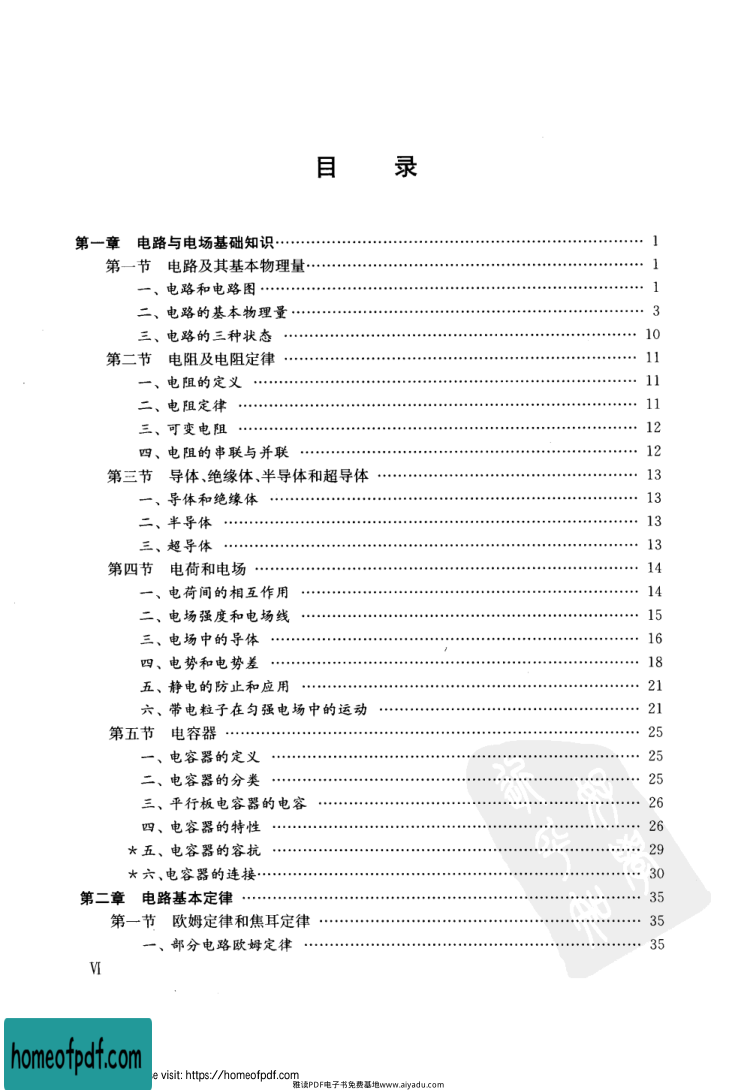 目 录
第一章 电路与电场基础知识…………………………………………………………… 1
第一节 电路及其基本物理量………………………………………………………… 1
一、电路和电路图………………………………………………………………… 1
二、电路的基本物理量…………………………………………………………… 3
三、电路的三种状态 …………………………………………………………… 10
第二节 电阻及电阻定律 …………………………………………………………… 11
一、电阻的定义 ………………………………………………………………… 11
二、电阻定律 …………………………………………………………………… 11
三、可变电阻 …………………………………………………………………… 12
四、电阻的串联与并联 ………………………………………………………… 12
第三节 导体、绝缘体、半导体和超导体 …………………………………………… 13
一、导体和绝缘体 ……………………………………………………………… 13
二、半导体 ……………………………………………………………………… 13
三、超导体 ……………………………………………………………………… 13
第四节 电荷和电场 ………………………………………………………………… 14
一、电荷间的相互作用 ………………………………………………………… 14
二、电场强度和电场线 ………………………………………………………… 15
三、电场中的导体 ……………………………………………………………… 16
四、电势和电势差 ……………………………………………………………… 18
五、静电的防止和应用 ………………………………………………………… 21
六、带电粒子在匀强电场中的运动 …………………………………………… 21
第五节 电容器 ……………………………………………………………………… 25
一、电容器的定义 ……………………………………………………………… 25
二、电容器的分类 ……………………………………………………………… 25
三、平行板电容器的电容 ……………………………………………………… 26
四、电容器的特性 ……………………………………………………………… 26
*五、电容器的容抗 ……………………………………………………………… 29
*六、电容器的连接………………………………………………………………… 30
第二章 电路基本定律 ………………………………………………………………… 35
第一节 欧姆定律和焦耳定律 ……………………………………………………… 35
一、部分电路欧姆定律 ………………………………………………………… 35
Ⅵ
homeofpdf.com
e visit: https://homeofpdf.com
雅读PDF电子书免费基地www.aiyadu.com